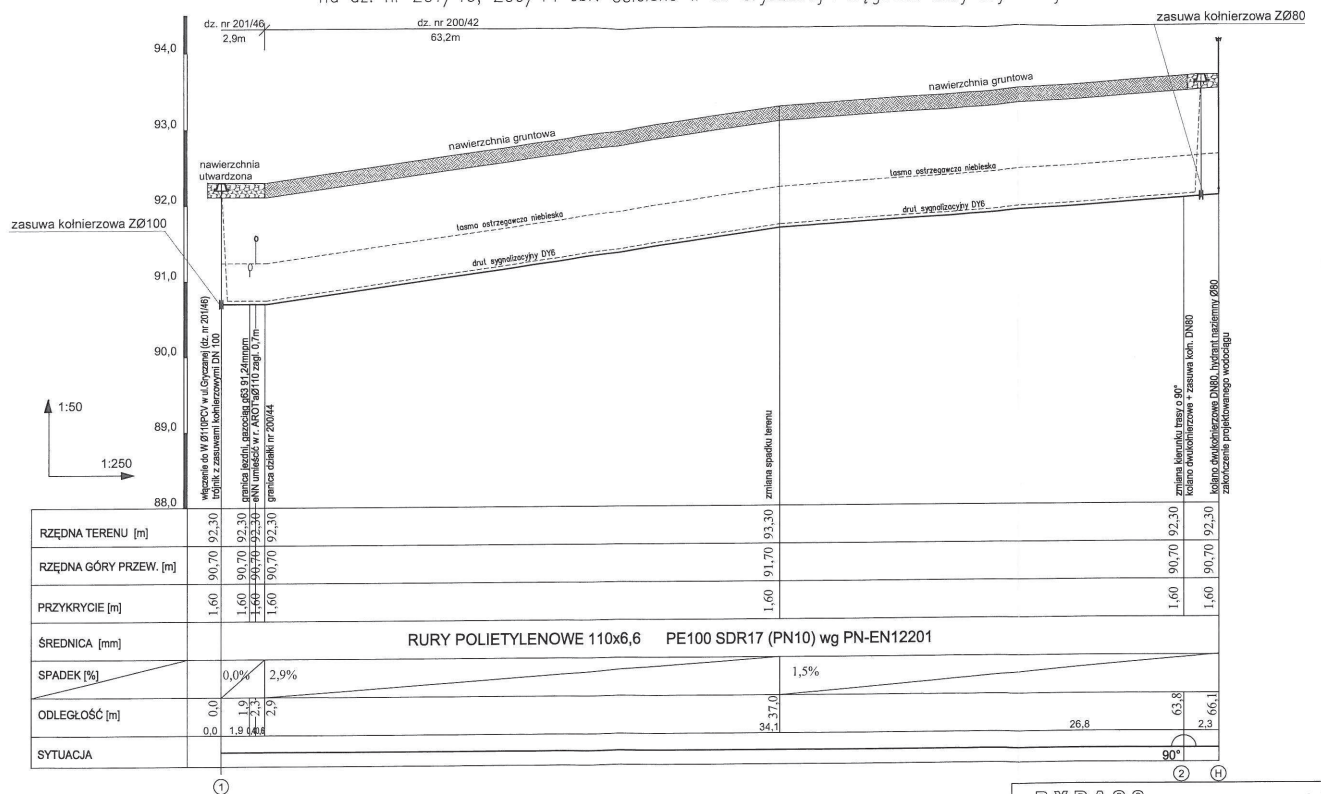 dz. nr 201/46
2,9m
dz. nr 200/42
63,2m
zasuwa kołnierzowa ZØ80
94,0
93,0
92,0
91,0
90,0
89,0
88,0
nawierzchnia gruntowa
nawierzchnia gruntowa
nawierzchnia
utwardzona
zasuwa kołnierzowa ZØ100
taśma ostrzegawcza niebieska
taśma ostrzegawcza niebieska
drut sygnalizacyjny DY6
drut sygnalizacyjny DY6
1:50
1:250
włączenie do W Ø110PCV w ul.Gryczanej (dz. nr 201/46)
trójnik z zasuwami kołnierzowymi DN 100
granica jezdni, gazociąg g63 91,24mnpm
eNN umieścić w r. AROT'aØ110 zagl. 0,7m
granica działki nr 200/44
zmiana spadku terenu
zmiana kierunku trasy o 90°
kolano dwukołnierzowe + zasuwa kołn. DN80
kolano dwukołnierzowe DN80, hydrant naziemny Ø80
zakończenie projektowanego wodociągu
RZĘDNA TERENU [m] 92,30 92,30 92,30 92,30 93,30 92,30 92,30
RZĘDNA GÓRY PRZEW. [m] 90,70 90,70 90,70 90,70 91,70 90,70 90,70
PRZYKRYCIE [m] 1,60 1,60 1,60 1,60 1,60 1,60 1,60
ŚREDNICA [mm] RURY POLIETYLENOWE 110x6,6 PE100 SDR17 (PN10) wg PN-EN12201
SPADEK [%] 0,0% 2,9% 1,5%
ODLEGŁOŚĆ [m] 0,0 1,9 2,3 2,9 37,0 63,8 66,1
0,0 1,9 34,1 26,8 2,3
SYTUACJA 90°
1 2 H